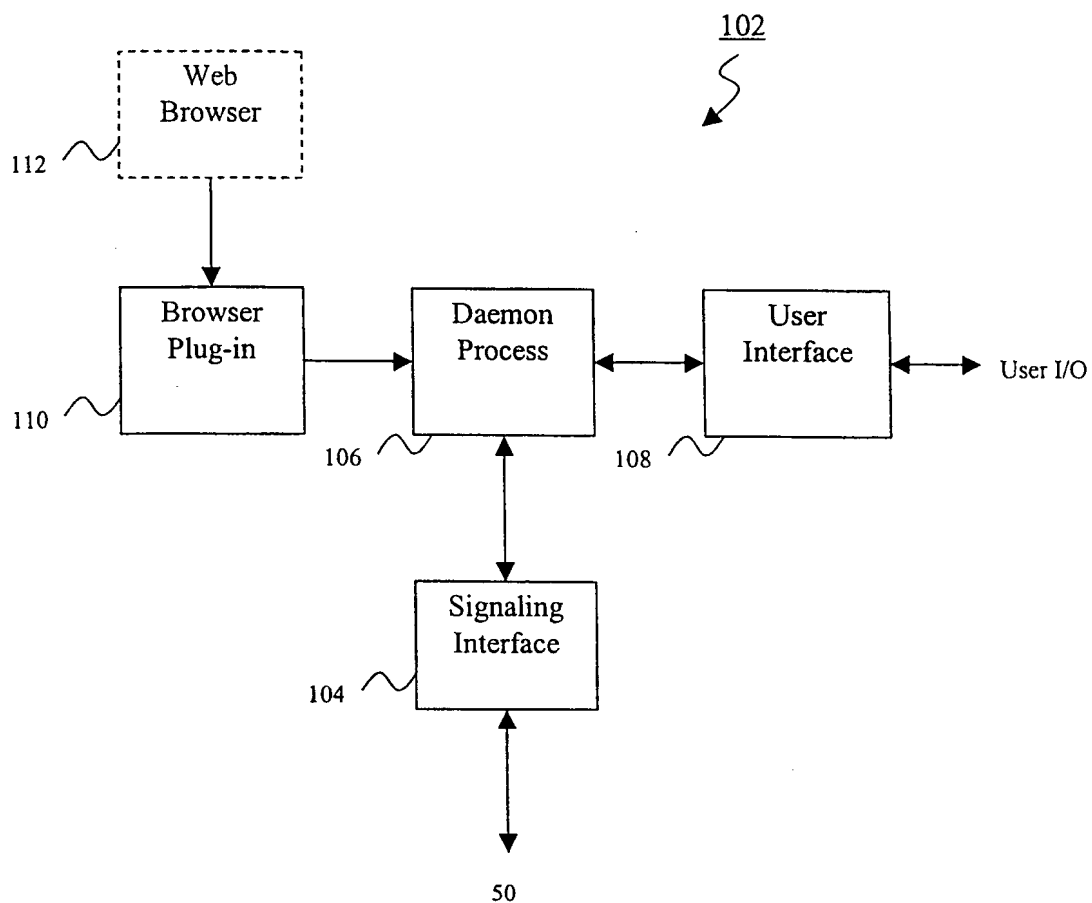 102
Web
Browser
112
Browser
Plug-in
110
Daemon
Process
106
User
Interface
108
User I/O
Signaling
Interface
104
50